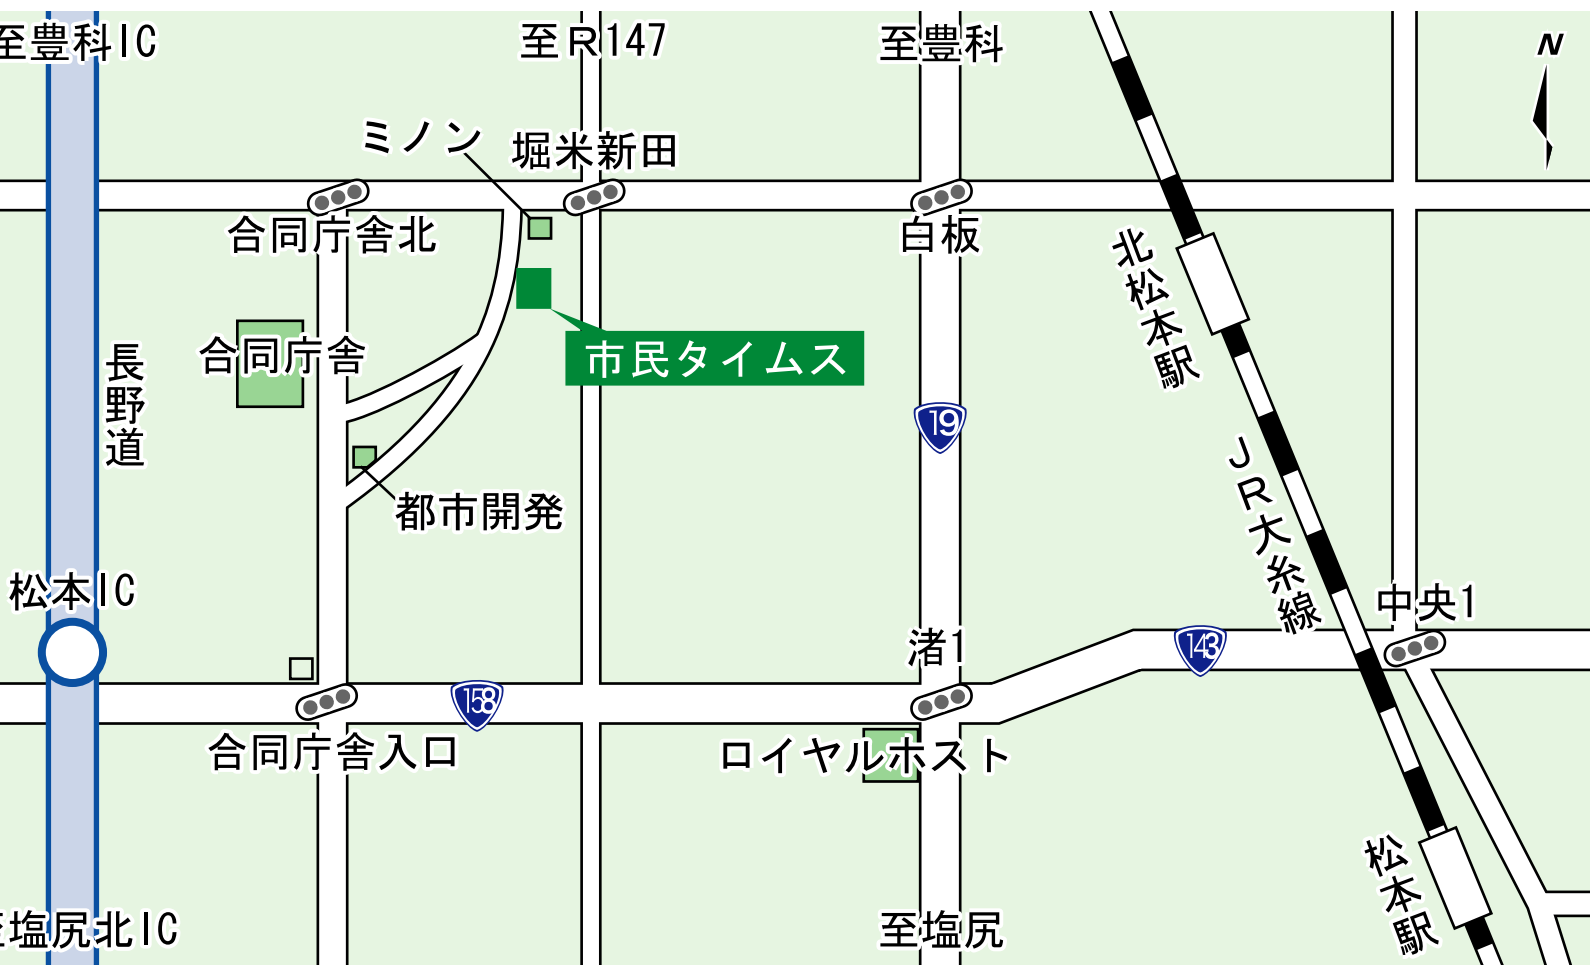 至豊科IC
至R147
至豊科
N
ミノン
堀米新田
合同庁舎北
白板
北松本駅
合同庁舎
市民タイムス
長野道
19
JR大糸線
都市開発
松本IC
中央1
渚1
143
158
合同庁舎入口
ロイヤルホスト
松本駅
至塩尻北IC
至塩尻